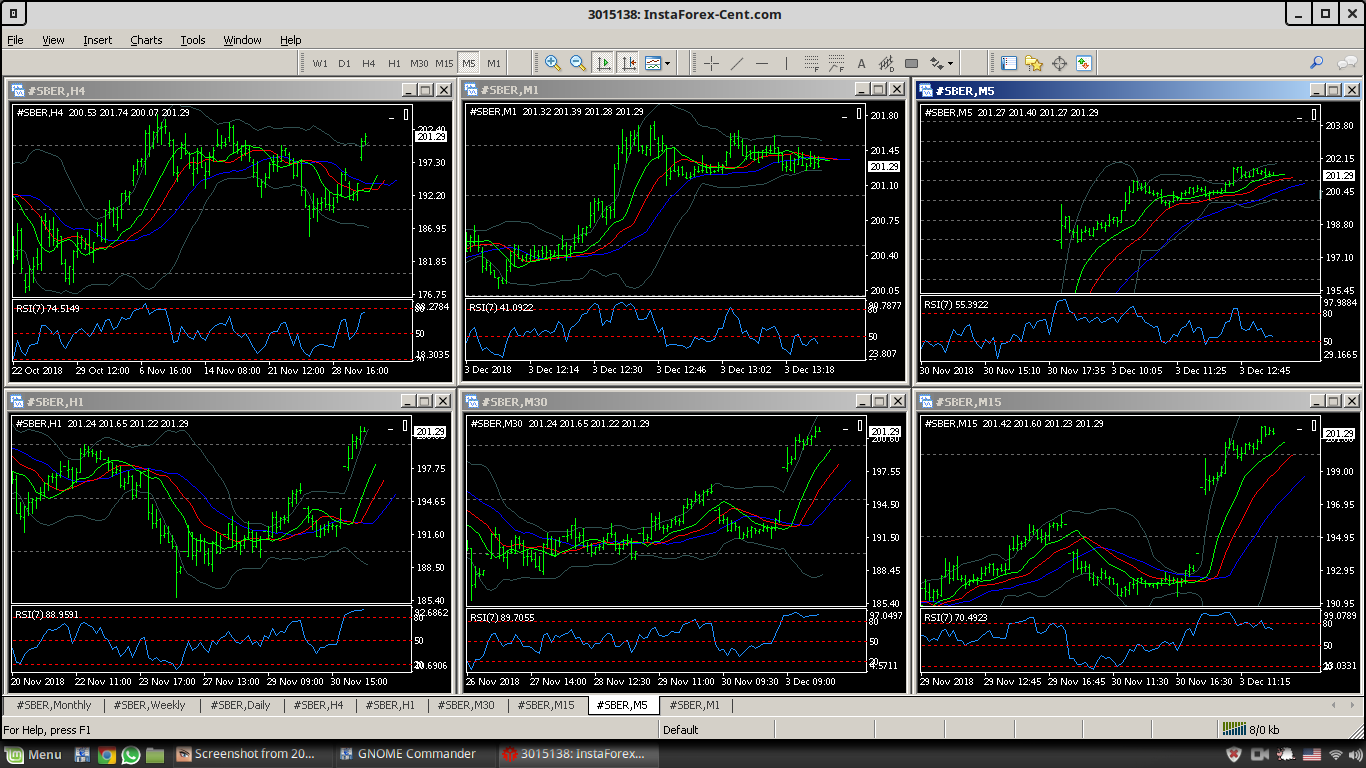 3015138: InstaForex-Cent.com
File View Insert Charts Tools Window Help
W1 D1 H4 H1 M30 M15 M5 M1
#SBER,H4
#SBER,H4 200.53 201.74 200.07 201.29
202.40
201.29
197.30
192.20
186.95
181.85
176.75
RSI(7) 74.5149
80
50
18.3035
22 Oct 2018 29 Oct 12:00 6 Nov 16:00 14 Nov 08:00 21 Nov 12:00 28 Nov 16:00
#SBER,M1
#SBER,M1 201.32 201.39 201.28 201.29
201.80
201.45
201.29
201.10
200.75
200.40
200.05
RSI(7) 41.0922
90.7877
80
50
23.807
3 Dec 2018 3 Dec 12:14 3 Dec 12:30 3 Dec 12:46 3 Dec 13:02 3 Dec 13:18
#SBER,M5
#SBER,M5 201.27 201.40 201.27 201.29
203.80
202.15
201.29
200.45
198.80
197.10
195.45
RSI(7) 55.3922
97.9884
80
50
29.1665
30 Nov 2018 30 Nov 15:10 30 Nov 17:35 3 Dec 10:05 3 Dec 11:25 3 Dec 12:45
#SBER,H1
#SBER,H1 201.24 201.65 201.22 201.29
201.29
197.75
194.65
191.60
188.50
185.40
RSI(7) 88.9591
92.6862
80
50
20
20 Nov 2018 22 Nov 11:00 23 Nov 17:00 27 Nov 13:00 29 Nov 09:00 30 Nov 15:00
#SBER,M30
#SBER,M30 201.24 201.65 201.22 201.29
201.29
200.60
197.55
194.50
191.50
188.45
185.40
RSI(7) 89.7055
97.0497
80
50
20
4.5711
26 Nov 2018 27 Nov 14:00 28 Nov 12:30 29 Nov 11:00 30 Nov 09:30 3 Dec 09:00
#SBER,M15
#SBER,M15 201.42 201.60 201.23 201.29
201.29
199.00
196.95
194.95
192.95
190.95
RSI(7) 70.4923
99.0789
80
50
29 Nov 2018 29 Nov 12:45 29 Nov 16:45 30 Nov 11:30 30 Nov 16:30 3 Dec 11:15
#SBER,Monthly #SBER,Weekly #SBER,Daily #SBER,H4 #SBER,H1 #SBER,M30 #SBER,M15 #SBER,M5 #SBER,M1
For Help, press F1 Default 8/0 kb
Menu Screenshot from 20... GNOME Commander 3015138: InstaForex...